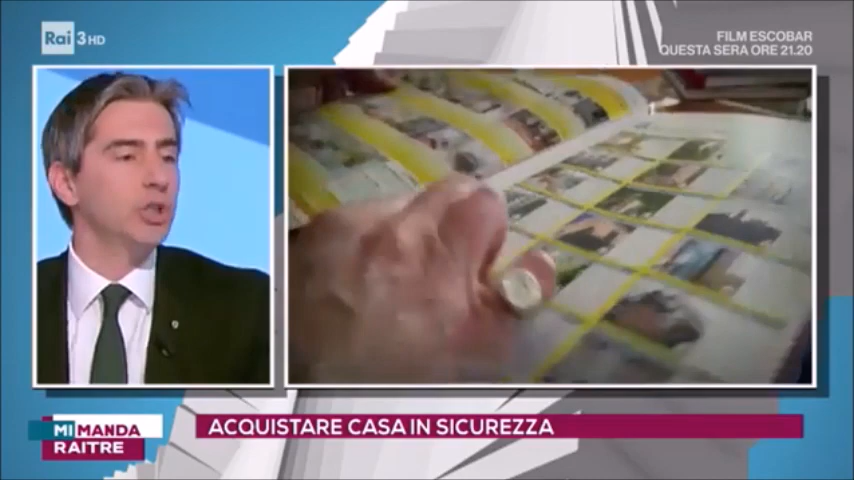 Rai 3HD
FILM ESCOBAR
QUESTA SERA ORE 21.20
MI MANDA
RAITRE
ACQUISTARE CASA IN SICUREZZA